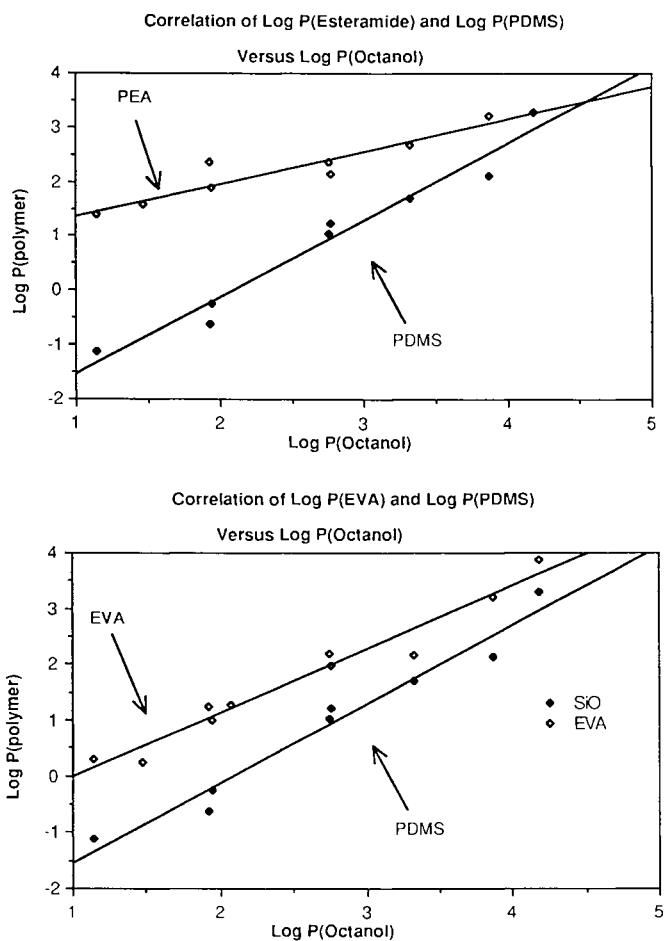 Correlation of Log P(Esteramide) and Log P(PDMS)
Versus Log P(Octanol)
4
3
2
1
0
-1
-2
Log P(polymer)
PEA
PDMS
1
2
3
4
5
Log P(Octanol)
Correlation of Log P(EVA) and Log P(PDMS)
Versus Log P(Octanol)
4
3
2
1
0
-1
-2
Log P(polymer)
EVA
SiO
EVA
PDMS
1
2
3
4
5
Log P(Octanol)